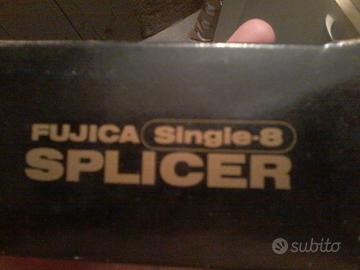 FUJICA Single-8
SPLICER
subito